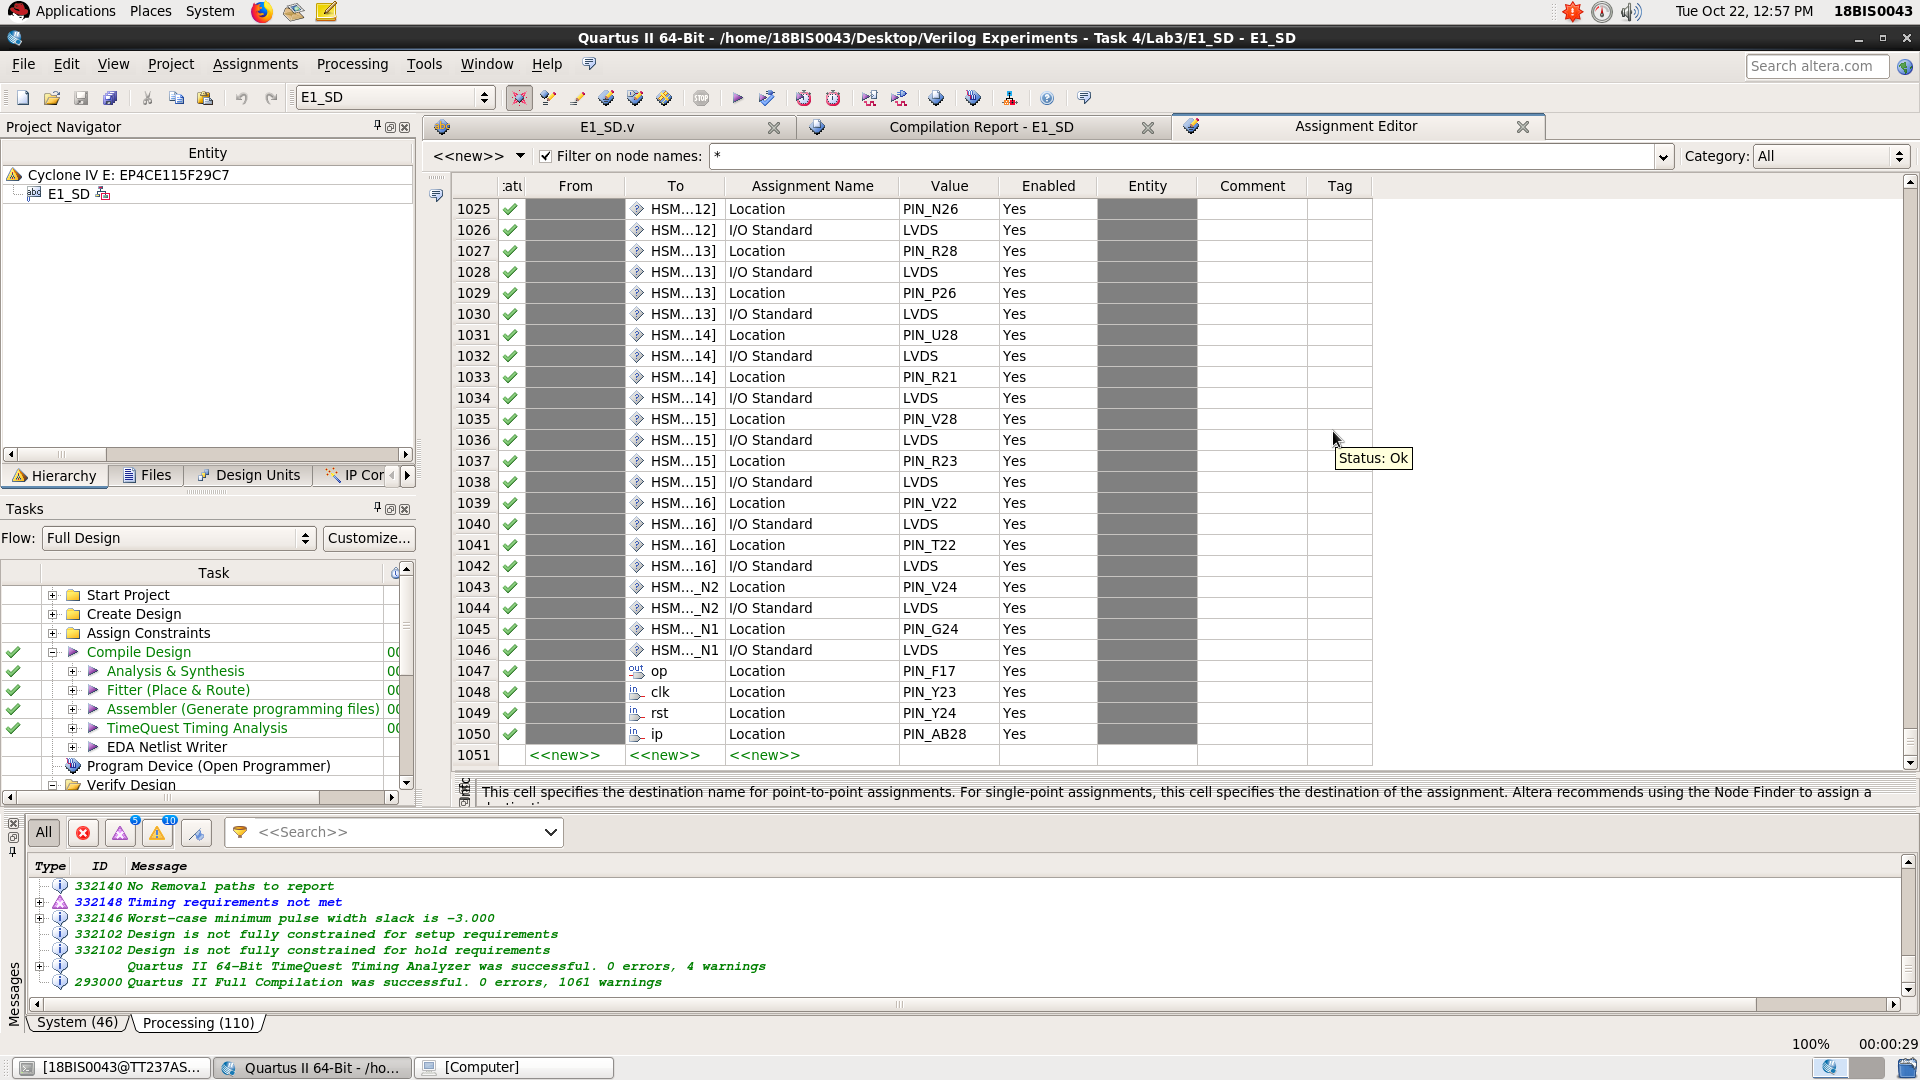 Applications Places System Tue Oct 22, 12:57 PM 18BIS0043
Quartus II 64-Bit - /home/18BIS0043/Desktop/Verilog Experiments - Task 4/Lab3/E1_SD - E1_SD
File Edit View Project Assignments Processing Tools Window Help Search altera.com
E1_SD STOP
Project Navigator
Entity
Cyclone IV E: EP4CE115F29C7
abc E1_SD
Hierarchy Files Design Units IP Cor
Tasks
Flow: Full Design Customize...
Task
Start Project
Create Design
Assign Constraints
Compile Design 00
Analysis & Synthesis 00
Fitter (Place & Route) 00
Assembler (Generate programming files) 00
TimeQuest Timing Analysis 00
EDA Netlist Writer
Program Device (Open Programmer)
Verify Design
E1_SD.v Compilation Report - E1_SD Assignment Editor
<<new>> Filter on node names: * Category: All
tatu From To Assignment Name Value Enabled Entity Comment Tag
1025 HSM...12] Location PIN_N26 Yes
1026 HSM...12] I/O Standard LVDS Yes
1027 HSM...13] Location PIN_R28 Yes
1028 HSM...13] I/O Standard LVDS Yes
1029 HSM...13] Location PIN_P26 Yes
1030 HSM...13] I/O Standard LVDS Yes
1031 HSM...14] Location PIN_U28 Yes
1032 HSM...14] I/O Standard LVDS Yes
1033 HSM...14] Location PIN_R21 Yes
1034 HSM...14] I/O Standard LVDS Yes
1035 HSM...15] Location PIN_V28 Yes
1036 HSM...15] I/O Standard LVDS Yes
1037 HSM...15] Location PIN_R23 Yes
1038 HSM...15] I/O Standard LVDS Yes
1039 HSM...16] Location PIN_V22 Yes
1040 HSM...16] I/O Standard LVDS Yes
1041 HSM...16] Location PIN_T22 Yes
1042 HSM...16] I/O Standard LVDS Yes
1043 HSM..._N2 Location PIN_V24 Yes
1044 HSM..._N2 I/O Standard LVDS Yes
1045 HSM..._N1 Location PIN_G24 Yes
1046 HSM..._N1 I/O Standard LVDS Yes
1047 out op Location PIN_F17 Yes
1048 in clk Location PIN_Y23 Yes
1049 in rst Location PIN_Y24 Yes
1050 in ip Location PIN_AB28 Yes
1051 <<new>> <<new>> <<new>>
Status: Ok
This cell specifies the destination name for point-to-point assignments. For single-point assignments, this cell specifies the destination of the assignment. Altera recommends using the Node Finder to assign a
All 5 10 <<Search>>
Type ID Message
332140 No Removal paths to report
332148 Timing requirements not met
332146 Worst-case minimum pulse width slack is -3.000
332102 Design is not fully constrained for setup requirements
332102 Design is not fully constrained for hold requirements
Quartus II 64-Bit TimeQuest Timing Analyzer was successful. 0 errors, 4 warnings
293000 Quartus II Full Compilation was successful. 0 errors, 1061 warnings
Messages
System (46) Processing (110)
100% 00:00:29
[18BIS0043@TT237AS... Quartus II 64-Bit - /ho... [Computer]